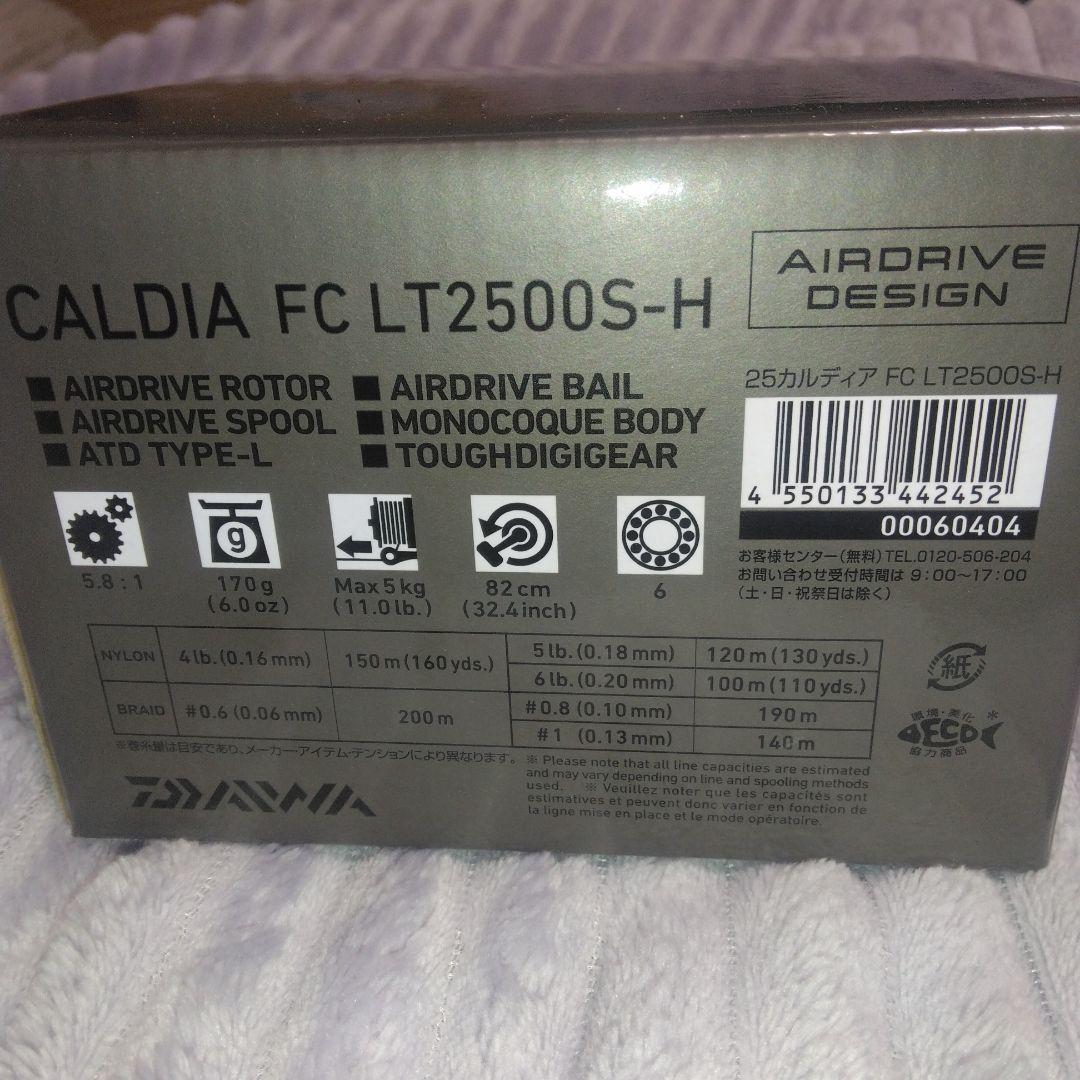 AIRDRIVE
DESIGN
CALDIA FC LT2500S-H
■ AIRDRIVE ROTOR ■ AIRDRIVE BAIL
■ AIRDRIVE SPOOL ■ MONOCOQUE BODY
■ ATD TYPE-L ■ TOUGHDIGIGEAR
25カルディア FC LT2500S-H
4 550133 442452
00060404
お客様センター(無料)TEL.0120-506-204
お問い合わせ受付時間は 9:00〜17:00
(土・日・祝祭日は除く)
g
5.8 : 1 170g Max 5kg 82cm 6
(6.0oz) (11.0lb.) (32.4inch)
NYLON 4lb.(0.16mm) 150m(160yds.) 5lb.(0.18mm) 120m(130yds.)
6lb.(0.20mm) 100m(110yds.)
BRAID #0.6(0.06mm) 200m #0.8(0.10mm) 190m
#1 (0.13mm) 140m
※巻糸量は目安であり、メーカー・アイテム・テンションにより異なります。
※ Please note that all line capacities are estimated
and may vary depending on line and spooling methods
used. ※ Veuillez noter que les capacités sont
estimatives et peuvent donc varier en fonction de
la ligne mise en place et le mode opératoire.
紙
環境・美化
ECO
協力商品
※
DAIWA